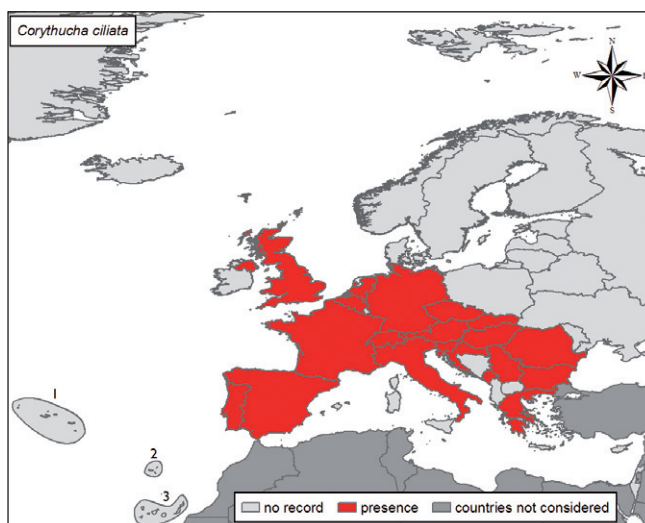 Corythucha ciliata
N
W
E
S
1
2
3
no record
presence
countries not considered